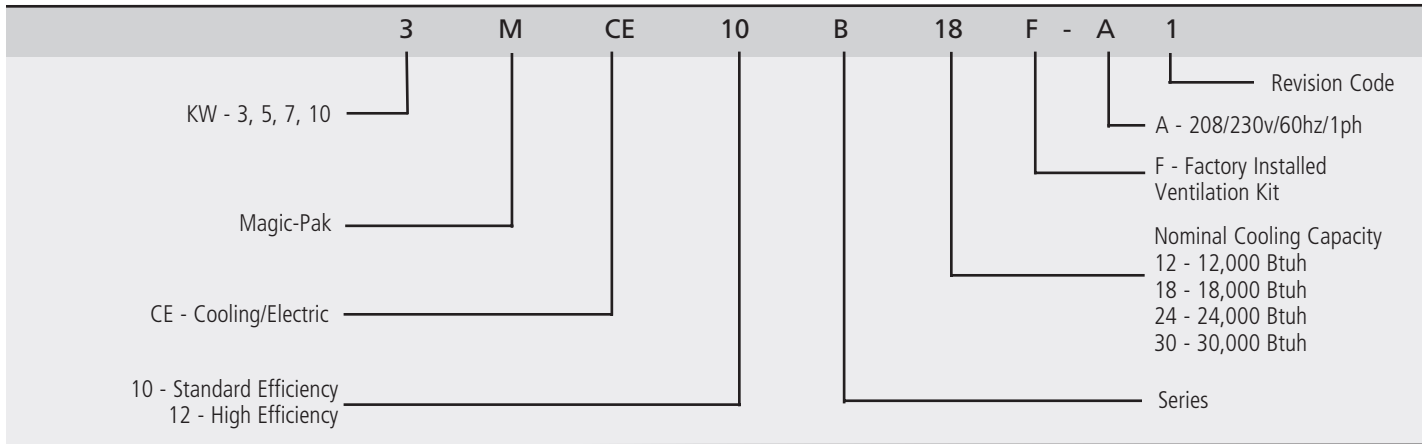 3 M CE 10 B 18 F - A 1
Revision Code
KW - 3, 5, 7, 10
A - 208/230v/60hz/1ph
F - Factory Installed
Ventilation Kit
Magic-Pak
Nominal Cooling Capacity
12 - 12,000 Btuh
18 - 18,000 Btuh
24 - 24,000 Btuh
30 - 30,000 Btuh
CE - Cooling/Electric
10 - Standard Efficiency
12 - High Efficiency
Series